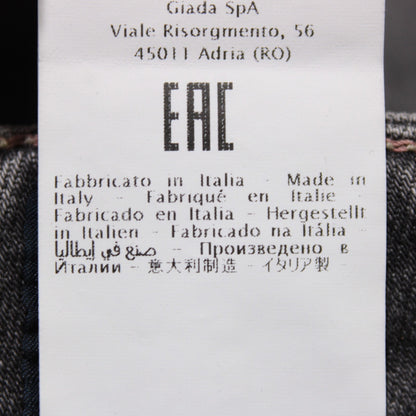 Giada SpA
Viale Risorgmento, 56
45011 Adria (RO)
EAC
Fabbricato in Italia - Made in
Italy - Fabriqué en Italie -
Fabricado en Italia - Hergestellt
in Italien - Fabricado na Itália -
صنع في إيطاليا - Произведено в
Италии - 意大利制造 - イタリア製 -